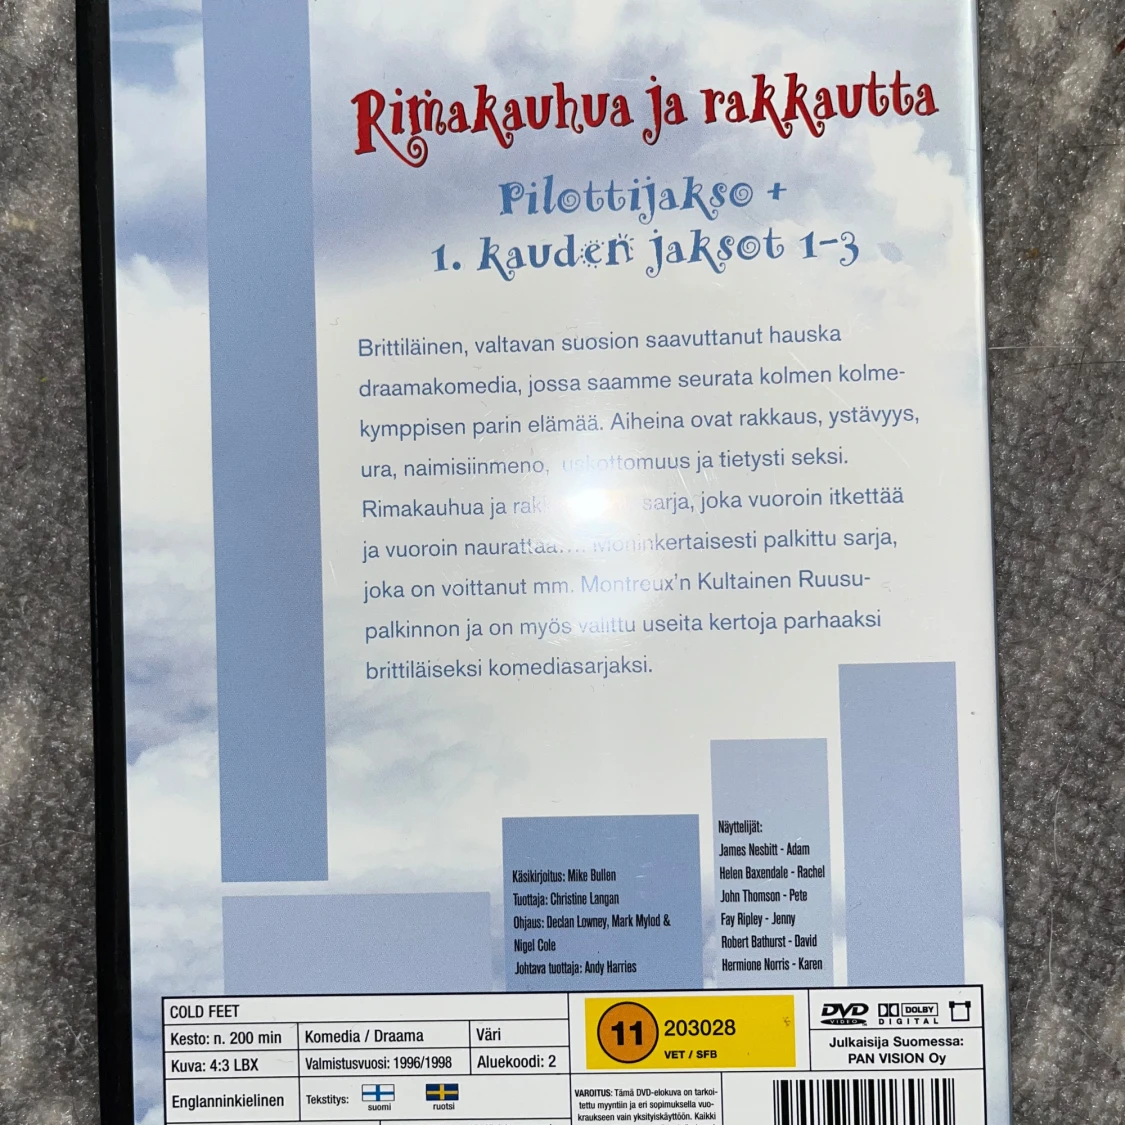 Rimakauhua ja rakkautta
Pilottijakso +
1. kauden jaksot 1-3
Brittiläinen, valtavan suosion saavuttanut hauska
draamakomedia, jossa saamme seurata kolmen kolme-
kymppisen parin elämää. Aiheina ovat rakkaus, ystävyys,
ura, naimisiinmeno, uskottomuus ja tietysti seksi.
Rimakauhua ja sarja, joka vuoroin itkettää
ja vuoroin naurattaa... Moninkertaisesti palkittu sarja,
joka on voittanut mm. Montreux'n Kultainen Ruusu-
palkinnon ja on myös valittu useita kertoja parhaaksi
brittiläiseksi komediasarjaksi.
Käsikirjoitus: Mike Bullen
Tuottaja: Christine Langan
Ohjaus: Declan Lowney, Mark Mylod &
Nigel Cole
Johtava tuottaja: Andy Harries
Näyttelijät:
James Nesbitt - Adam
Helen Baxendale - Rachel
John Thomson - Pete
Fay Ripley - Jenny
Robert Bathurst - David
Hermione Norris - Karen
COLD FEET
Kesto: n. 200 min
Komedia / Draama
Väri
Kuva: 4:3 LBX
Valmistusvuosi: 1996/1998
Aluekoodi: 2
Englanninkielinen
Tekstitys:
suomi
ruotsi
11
203028
VET / SFB
DVD
VIDEO
DOLBY
DIGITAL
Julkaisija Suomessa:
PAN VISION Oy
VAROITUS: Tämä DVD-elokuva on tarkoi-
tettu myyntiin ja eri sopimuksella vuo-
kraukseen vain yksityiskäyttöön. Kaikki